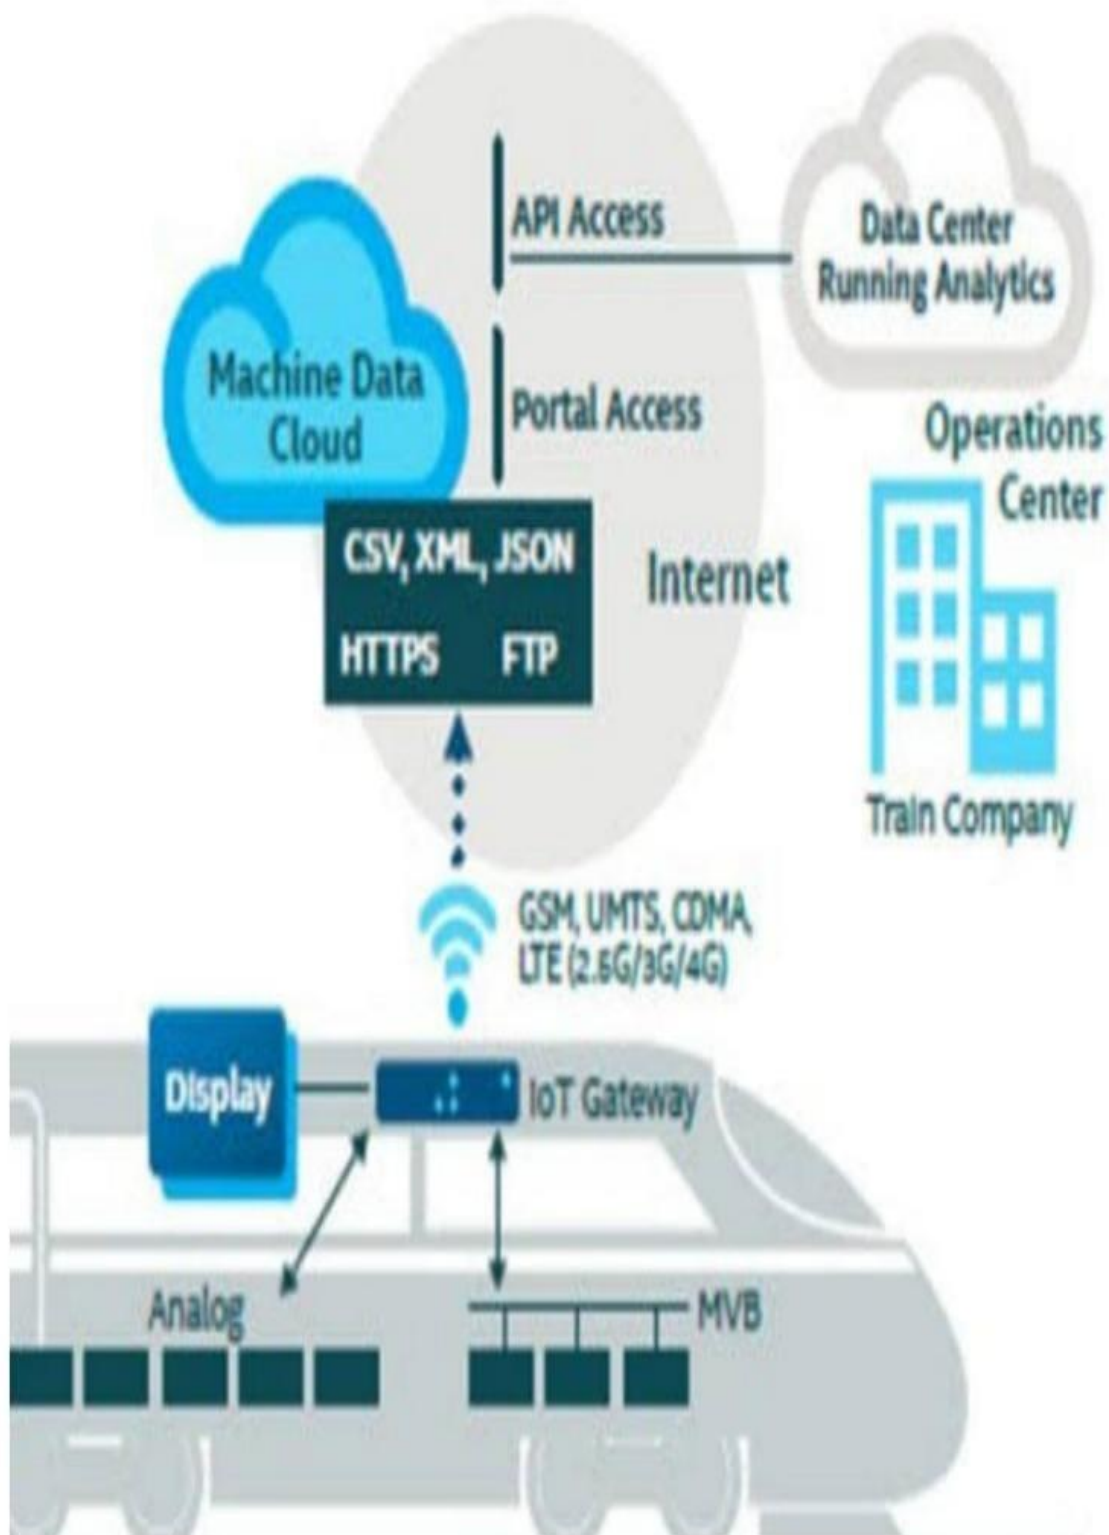 API Access
Data Center
Running Analytics
Machine Data
Cloud
Portal Access
Operations
Center
CSV, XML, JSON
HTTPS FTP
Internet
Train Company
GSM, UMTS, CDMA,
LTE (2.6G/3G/4G)
Display
IoT Gateway
Analog
MVB